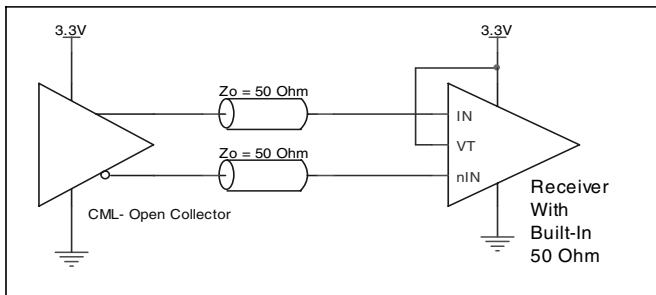 3.3V
3.3V
Zo = 50 Ohm
IN
VT
Zo = 50 Ohm
nIN
CML- Open Collector
Receiver
With
Built-In
50 Ohm